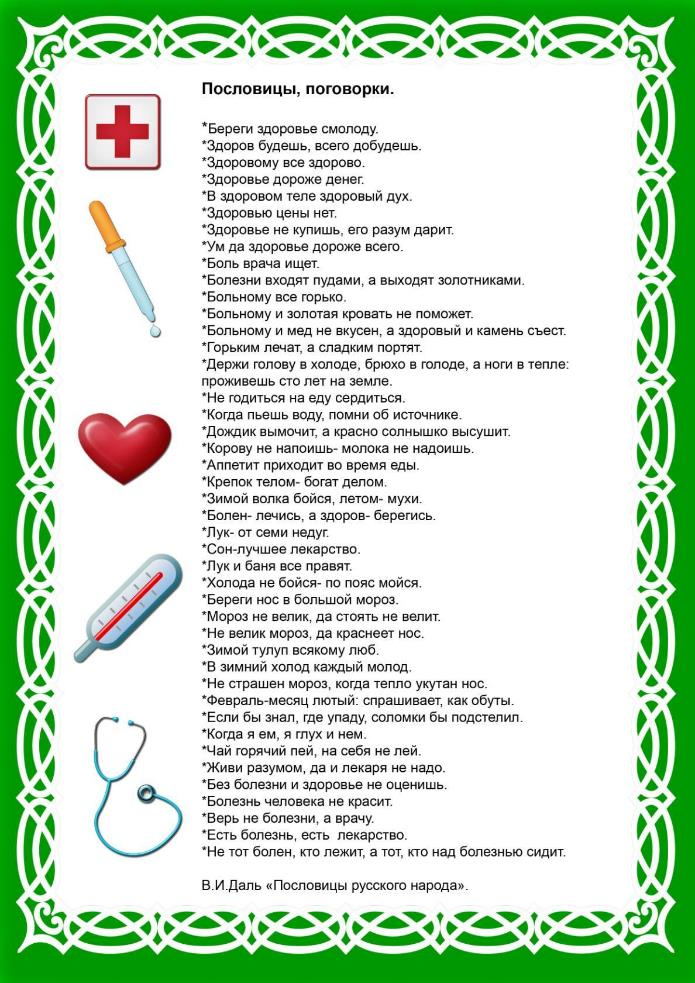 Пословицы, поговорки.
*Береги здоровье смолоду.
*Здоров будешь, всего добудешь.
*Здоровому все здорово.
*Здоровье дороже денег.
*В здоровом теле здоровый дух.
*Здоровью цены нет.
*Здоровье не купишь, его разум дарит.
*Ум да здоровье дороже всего.
*Боль врача ищет.
*Болезни входят пудами, а выходят золотниками.
*Больному все горько.
*Больному и золотая кровать не поможет.
*Больному и мед не вкусен, а здоровый и камень съест.
*Горьким лечат, а сладким портят.
*Держи голову в холоде, брюхо в голоде, а ноги в тепле:
проживешь сто лет на земле.
*Не годиться на еду сердиться.
*Когда пьешь воду, помни об источнике.
*Дождик вымочит, а красно солнышко высушит.
*Корову не напоишь- молока не надоишь.
*Аппетит приходит во время еды.
*Крепок телом- богат делом.
*Зимой волка бойся, летом- мухи.
*Болен- лечись, а здоров- берегись.
*Лук- от семи недуг.
*Сон-лучшее лекарство.
*Лук и баня все правят.
*Холода не бойся- по пояс мойся.
*Береги нос в большой мороз.
*Мороз не велик, да стоять не велит.
*Не велик мороз, да краснеет нос.
*Зимой тулуп всякому люб.
*В зимний холод каждый молод.
*Не страшен мороз, когда тепло укутан нос.
*Февраль-месяц лютый: спрашивает, как обуты.
*Если бы знал, где упаду, соломки бы подстелил.
*Когда я ем, я глух и нем.
*Чай горячий пей, на себя не лей.
*Живи разумом, да и лекаря не надо.
*Без болезни и здоровье не оценишь.
*Болезнь человека не красит.
*Верь не болезни, а врачу.
*Есть болезнь, есть  лекарство.
*Не тот болен, кто лежит, а тот, кто над болезнью сидит.
В.И.Даль «Пословицы русского народа».